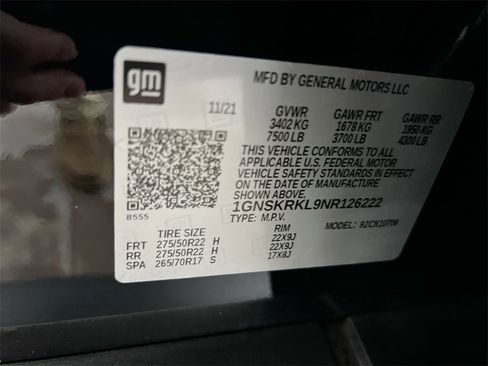 gm
MFD BY GENERAL MOTORS LLC
11/21
GVWR GAWR FRT GAWR RR
3402 KG 1678 KG 1950 KG
7500 LB 3700 LB 4300 LB
THIS VEHICLE CONFORMS TO ALL
APPLICABLE U.S. FEDERAL MOTOR
VEHICLE SAFETY STANDARDS IN EFFECT
ON THE DATE OF MANUFACTURE
SHOWN ABOVE.
1GNSKRKL9NR126222
8555
TYPE: M.P.V. MODEL: 92CK10706
TIRE SIZE RIM
FRT 275/50R22 H 22X9J
RR 275/50R22 H 22X9J
SPA 265/70R17 S 17X8J